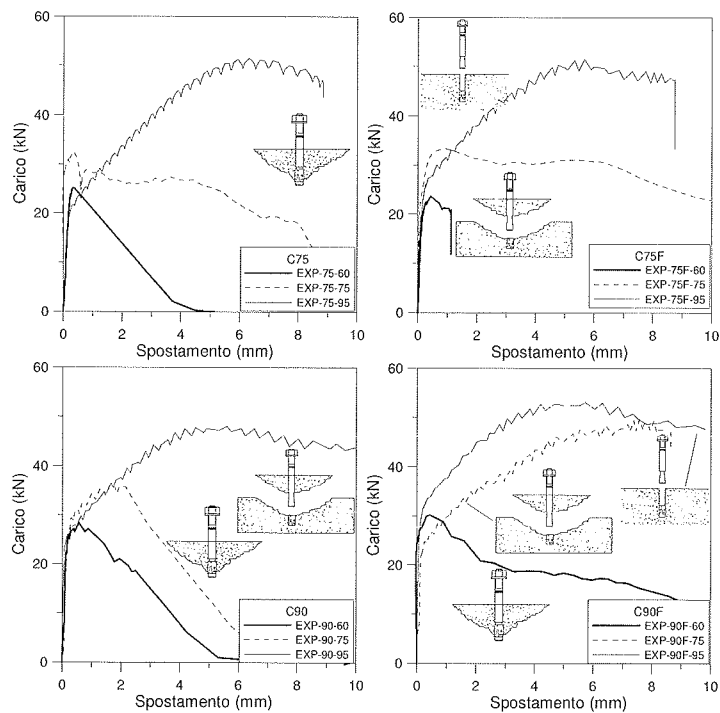 60
40
20
0
Carico (kN)
C75
EXP-75-60
EXP-75-75
EXP-75-95
0 2 4 6 8 10
Spostamento (mm)
60
40
20
0
Carico (kN)
C75F
EXP-75F-60
EXP-75F-75
EXP-75F-95
0 2 4 6 8 10
Spostamento (mm)
60
40
20
0
Carico (kN)
C90
EXP-90-60
EXP-90-75
EXP-90-95
0 2 4 6 8 10
Spostamento (mm)
60
40
20
0
Carico (kN)
C90F
EXP-90F-60
EXP-90F-75
EXP-90F-95
0 2 4 6 8 10
Spostamento (mm)